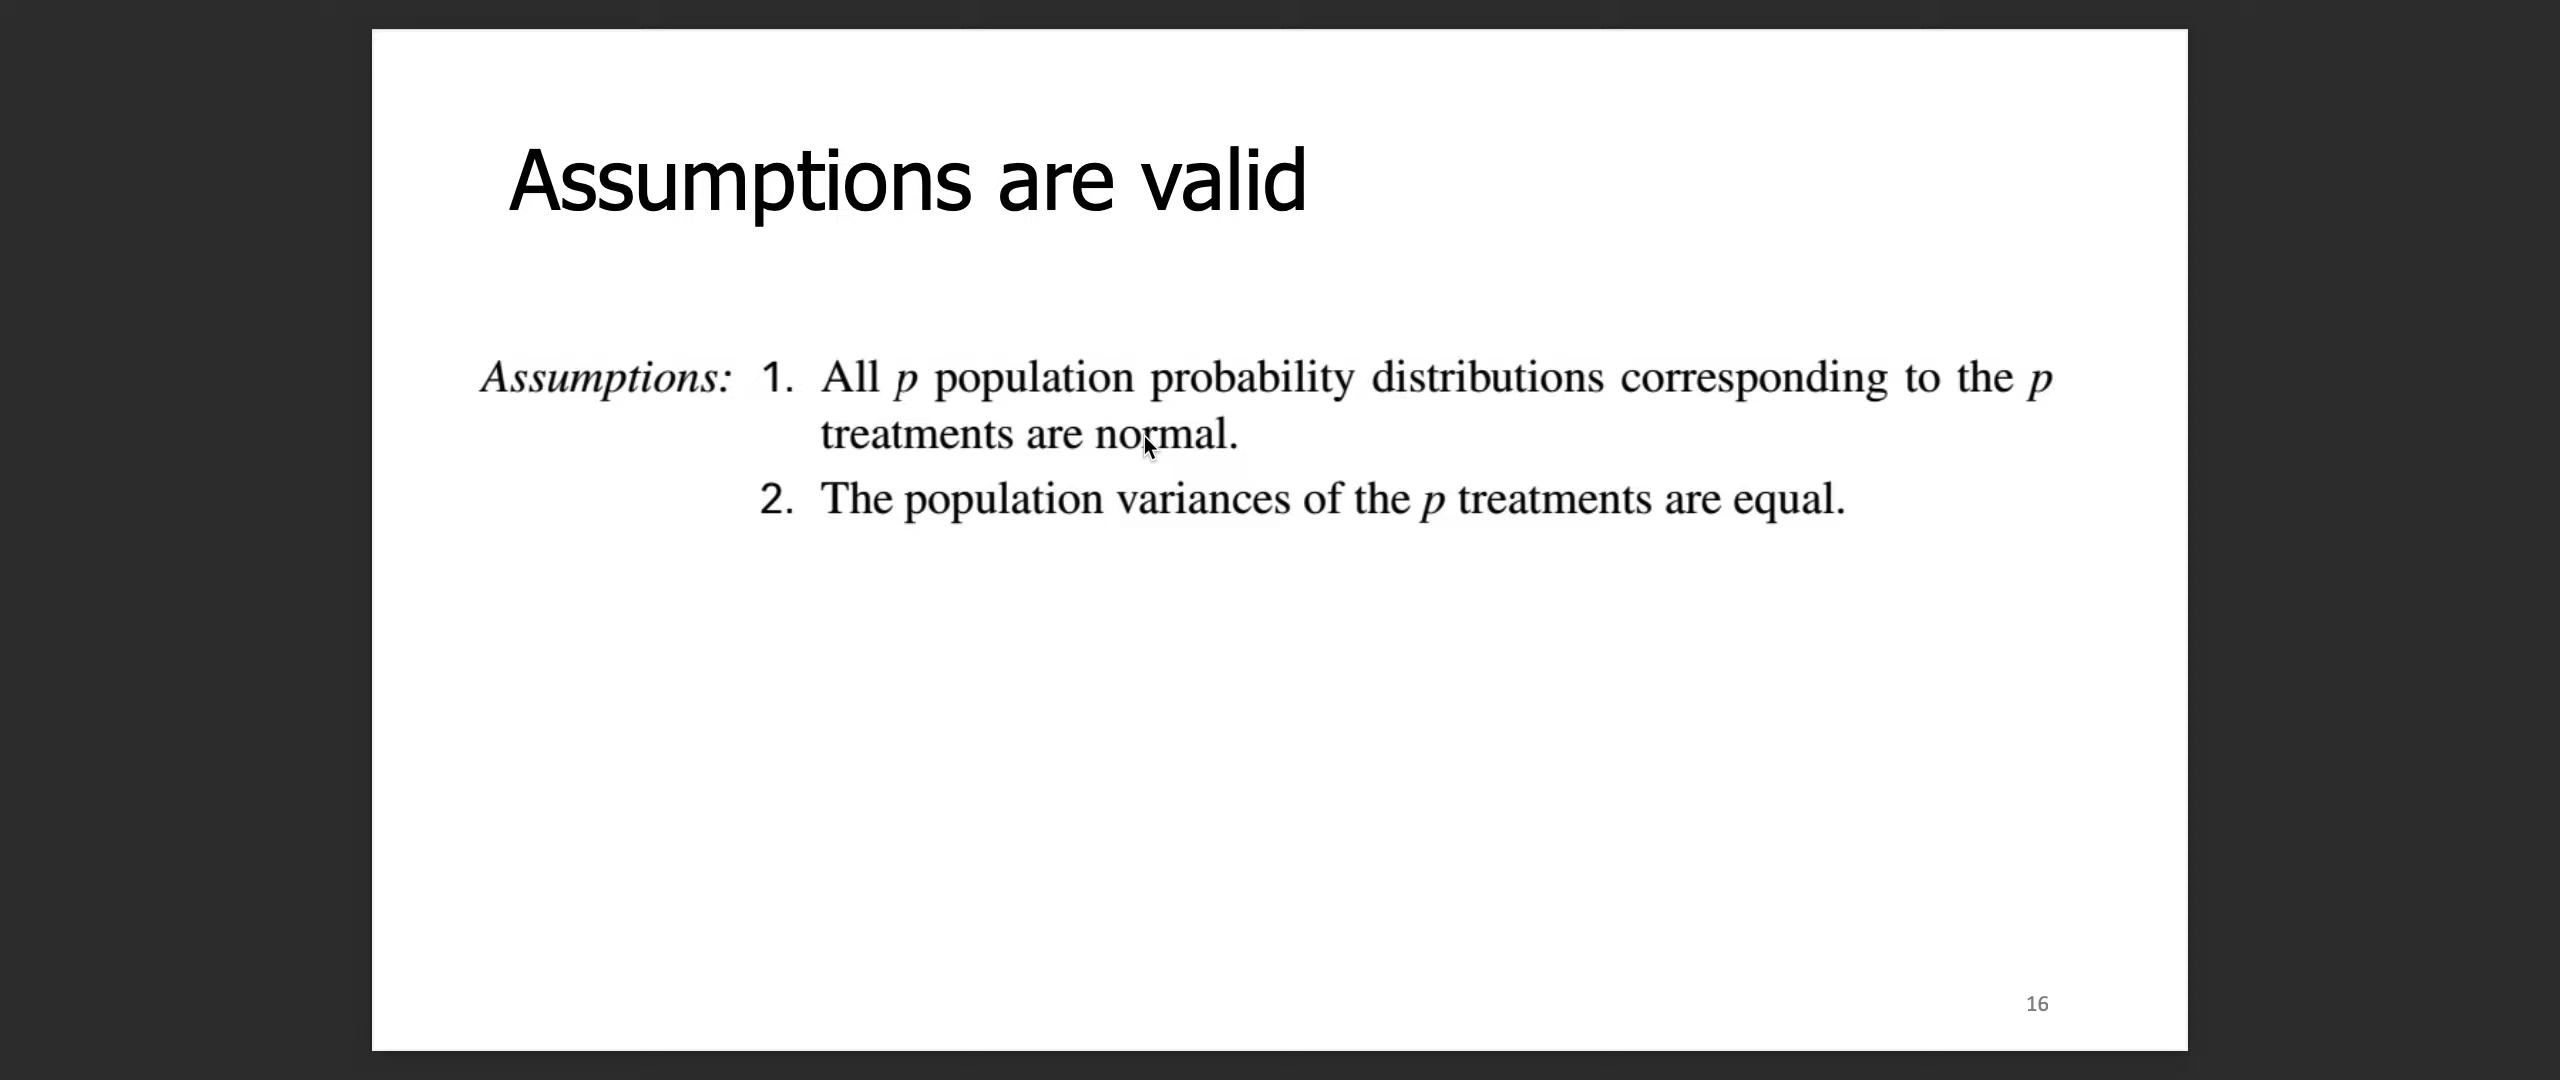 Assumptions are valid
Assumptions: 1. All p population probability distributions corresponding to the p
treatments are normal.
2. The population variances of the p treatments are equal.
16